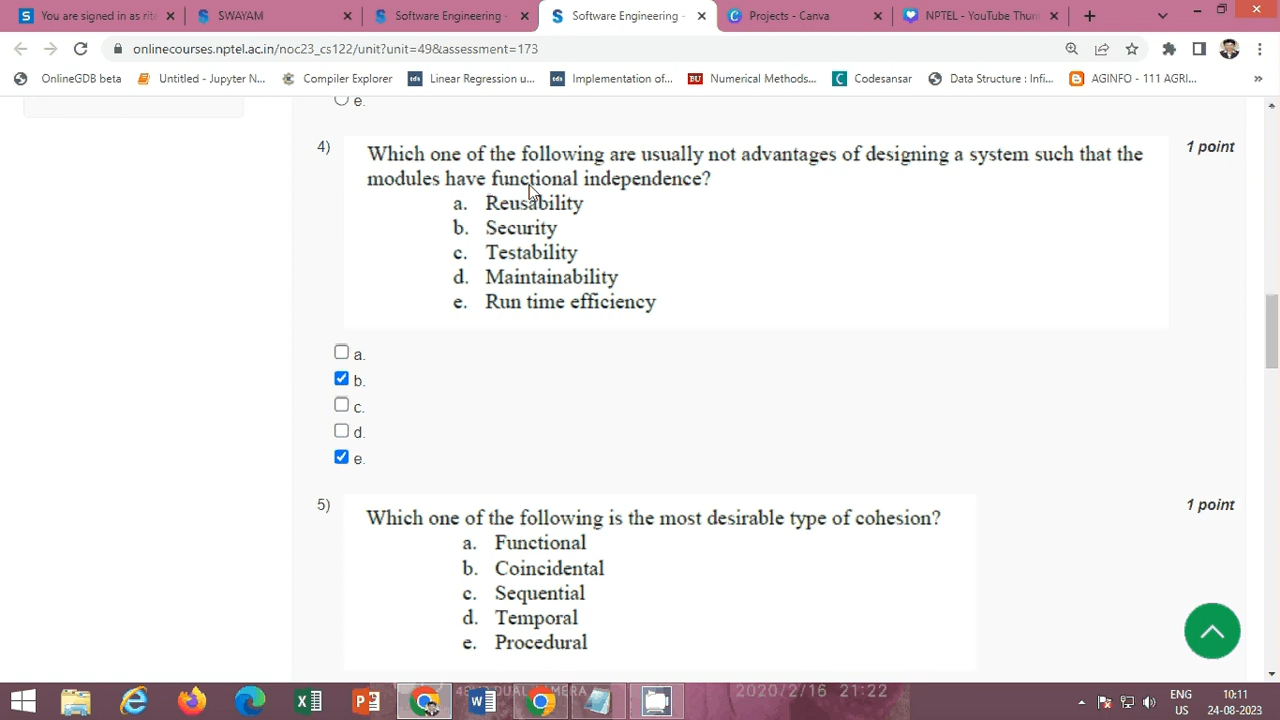 You are signed in as rite
SWAYAM
Software Engineering -
Software Engineering -
Projects - Canva
NPTEL - YouTube Thum
onlinecourses.nptel.ac.in/noc23_cs122/unit?unit=49&assessment=173
OnlineGDB beta
Untitled - Jupyter N...
Compiler Explorer
Linear Regression u...
Implementation of...
BU Numerical Methods...
C Codesansar
Data Structure : Infi...
AGINFO - 111 AGRI...
»
e.
4)
Which one of the following are usually not advantages of designing a system such that the
1 point
modules have functional independence?
a. Reusability
b. Security
c. Testability
d. Maintainability
e. Run time efficiency
a.
b.
c.
d.
e.
5)
Which one of the following is the most desirable type of cohesion?
1 point
a. Functional
b. Coincidental
c. Sequential
d. Temporal
e. Procedural
2020/2/16 21:22
ENG
US
10:11
24-08-2023